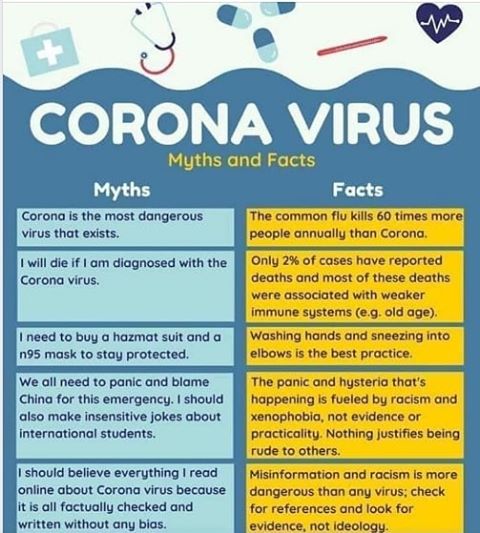 CORONA VIRUS
Myths and Facts
Myths
Facts
Corona is the most dangerous
virus that exists.
The common flu kills 60 times more
people annually than Corona.
I will die if I am diagnosed with the
Corona virus.
Only 2% of cases have reported
deaths and most of these deaths
were associated with weaker
immune systems (e.g. old age).
I need to buy a hazmat suit and a
n95 mask to stay protected.
Washing hands and sneezing into
elbows is the best practice.
We all need to panic and blame
China for this emergency. I should
also make insensitive jokes about
international students.
The panic and hysteria that's
happening is fueled by racism and
xenophobia, not evidence or
practicality. Nothing justifies being
rude to others.
I should believe everything I read
online about Corona virus because
it is all factually checked and
written without any bias.
Misinformation and racism is more
dangerous than any virus; check
for references and look for
evidence, not ideology.